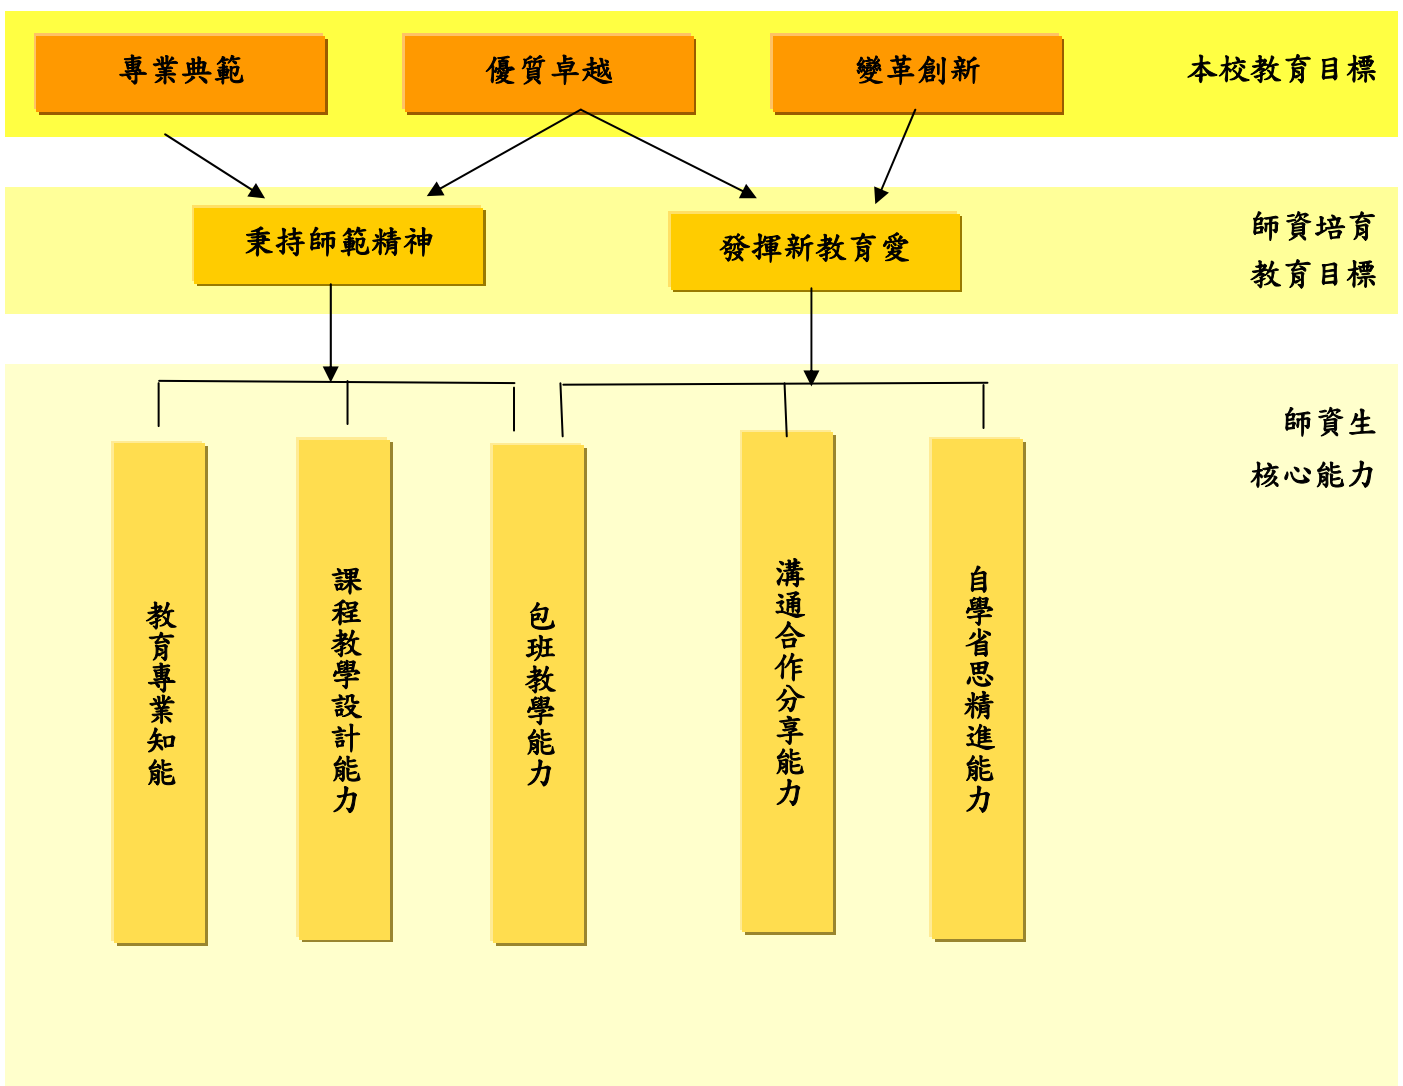 專業典範
優質卓越
變革創新
本校教育目標
秉持師範精神
發揮新教育愛
師資培育
教育目標
師資生
核心能力
教育專業知能
課程教學設計能力
包班教學能力
溝通合作分享能力
自學省思精進能力